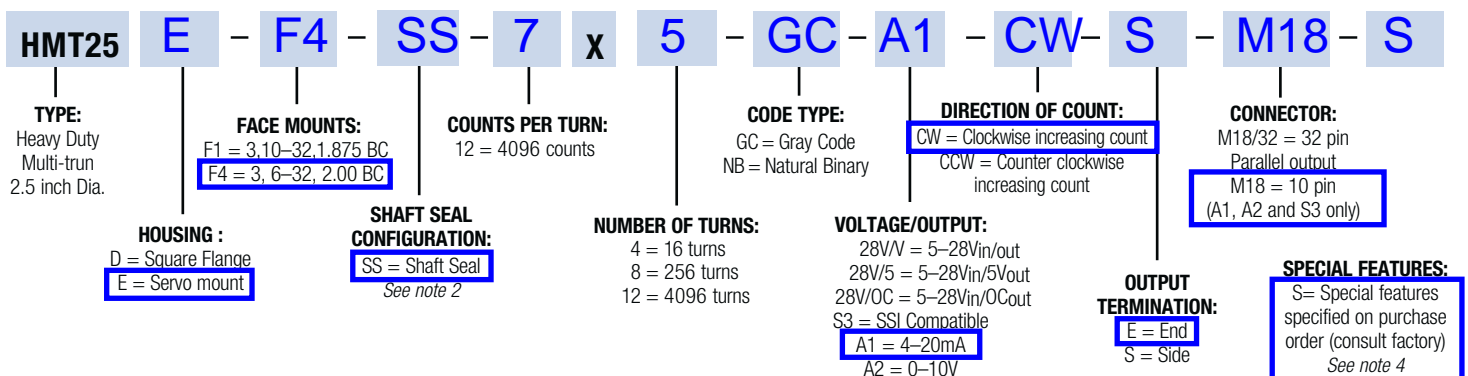 HMT25 E – F4 – SS – 7 x 5 – GC – A1 – CW – S – M18 – S
TYPE:
Heavy Duty
Multi-trun
2.5 inch Dia.
HOUSING :
D = Square Flange
E = Servo mount
FACE MOUNTS:
F1 = 3,10–32,1.875 BC
F4 = 3, 6–32, 2.00 BC
SHAFT SEAL
CONFIGURATION:
SS = Shaft Seal
See note 2
COUNTS PER TURN:
12 = 4096 counts
NUMBER OF TURNS:
4 = 16 turns
8 = 256 turns
12 = 4096 turns
CODE TYPE:
GC = Gray Code
NB = Natural Binary
VOLTAGE/OUTPUT:
28V/V = 5–28Vin/out
28V/5 = 5–28Vin/5Vout
28V/OC = 5–28Vin/OCout
S3 = SSI Compatible
A1 = 4–20mA
A2 = 0–10V
DIRECTION OF COUNT:
CW = Clockwise increasing count
CCW = Counter clockwise
increasing count
OUTPUT
TERMINATION:
E = End
S = Side
CONNECTOR:
M18/32 = 32 pin
Parallel output
M18 = 10 pin
(A1, A2 and S3 only)
SPECIAL FEATURES:
S= Special features
specified on purchase
order (consult factory)
See note 4